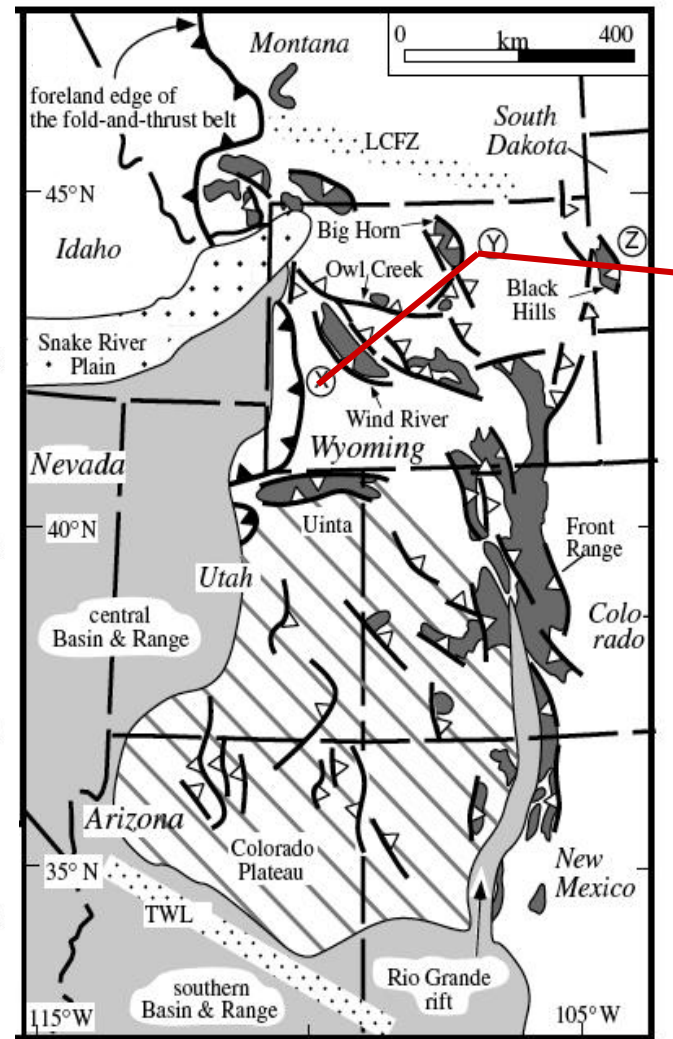 Montana
0
km
400
foreland edge of
the fold-and-thrust belt
South
Dakota
LCFZ
45°N
Big Horn
Y
Z
Idaho
Owl Creek
Black
Hills
Snake River
Plain
X
Wind River
Wyoming
Nevada
40°N
Uinta
Front
Range
Utah
central
Basin & Range
Colo-
rado
Arizona
Colorado
Plateau
35° N
New
Mexico
TWL
Rio Grande
rift
southern
Basin & Range
115°W
105°W